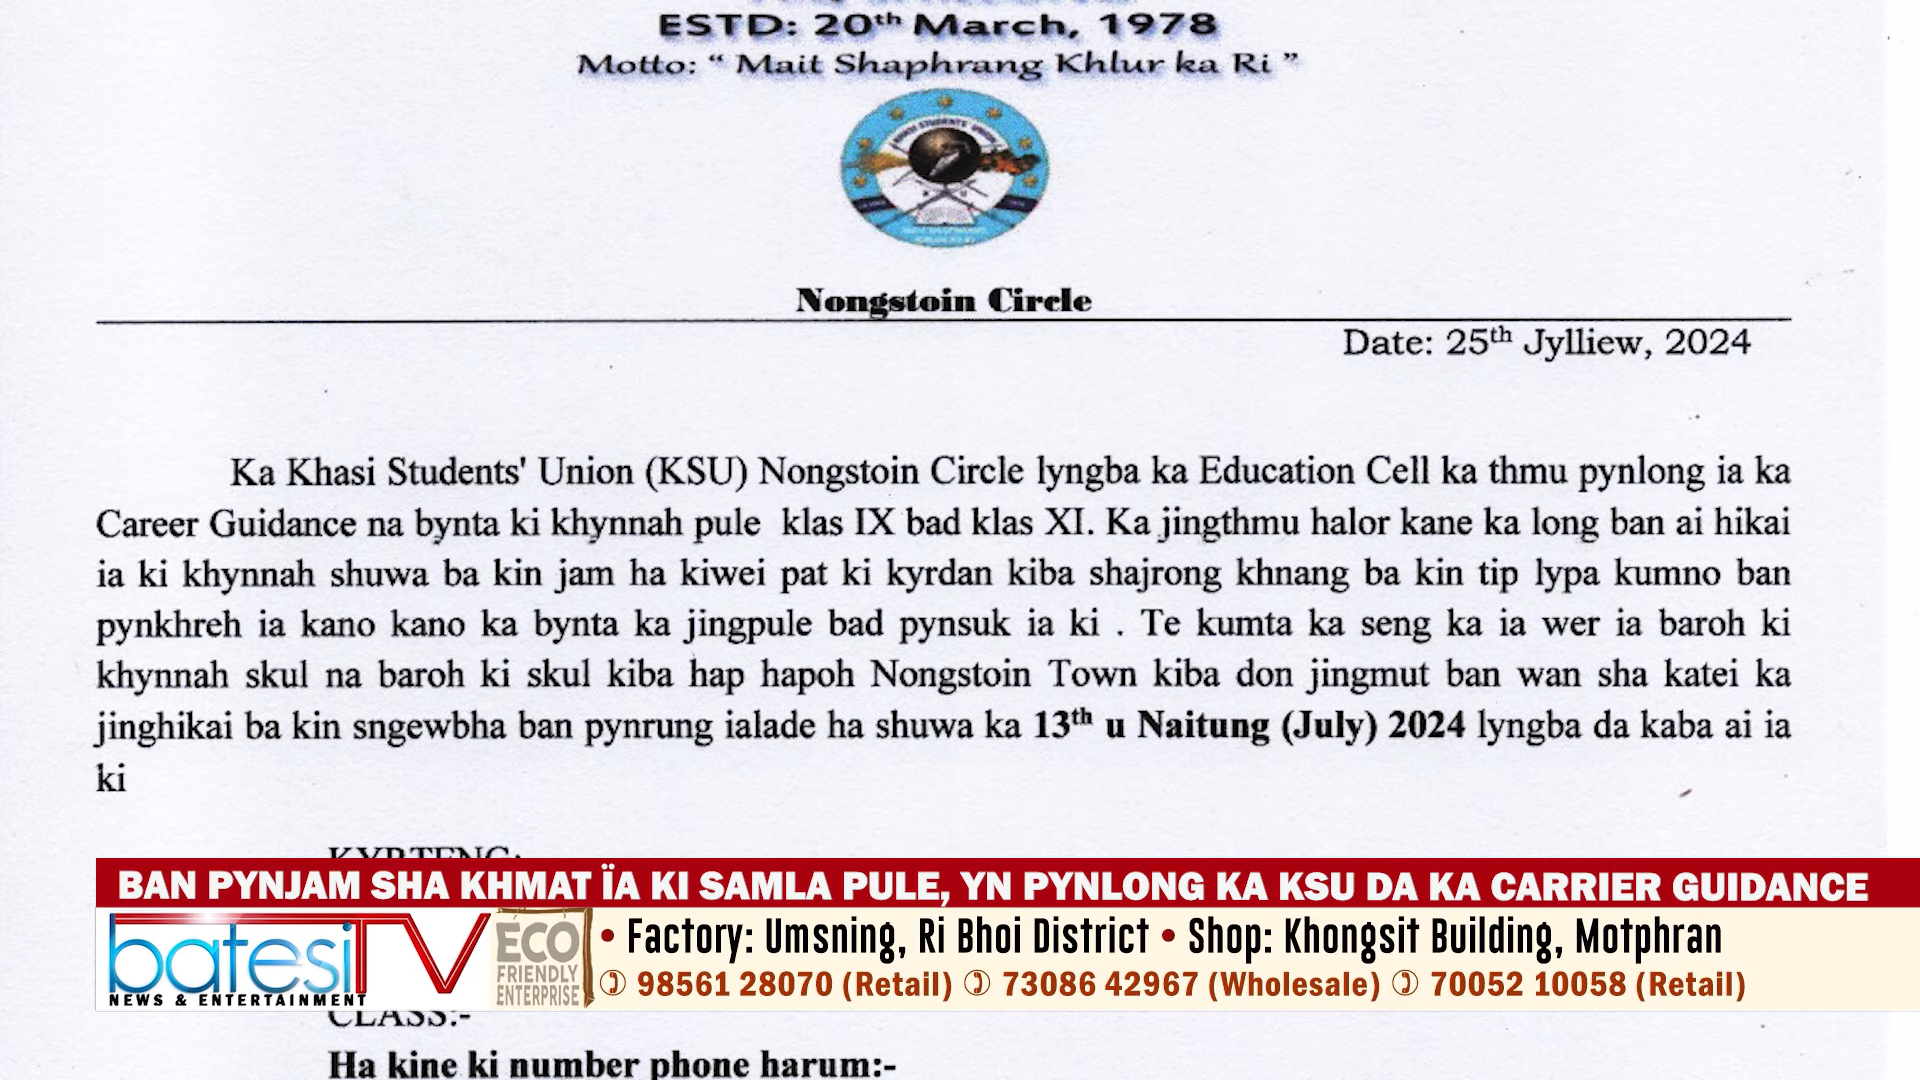 ESTD: 20th March, 1978
Motto: “ Mait Shaphrang Khlur ka Ri ”
KHASI STUDENTS' UNION
Nongstoin Circle
Date: 25th Jylliew, 2024
Ka Khasi Students' Union (KSU) Nongstoin Circle lyngba ka Education Cell ka thmu pynlong ia ka
Career Guidance na bynta ki khynnah pule klas IX bad klas XI. Ka jingthmu halor kane ka long ban ai hikai
ia ki khynnah shuwa ba kin jam ha kiwei pat ki kyrdan kiba shajrong khnang ba kin tip lypa kumno ban
pynkhreh ia kano kano ka bynta ka jingpule bad pynsuk ia ki . Te kumta ka seng ka ia wer ia baroh ki
khynnah skul na baroh ki skul kiba hap hapoh Nongstoin Town kiba don jingmut ban wan sha katei ka
jinghikai ba kin sngewbha ban pynrung ialade ha shuwa ka 13th u Naitung (July) 2024 lyngba da kaba ai ia
ki
KYRTENG:
BAN PYNJAM SHA KHMAT ÏA KI SAMLA PULE, YN PYNLONG KA KSU DA KA CARRIER GUIDANCE
batesi TV
NEWS & ENTERTAINMENT
ECO
FRIENDLY
ENTERPRISE
• Factory: Umsning, Ri Bhoi District • Shop: Khongsit Building, Motphran
98561 28070 (Retail) 73086 42967 (Wholesale) 70052 10058 (Retail)
CLASS:-
Ha kine ki number phone harum:-